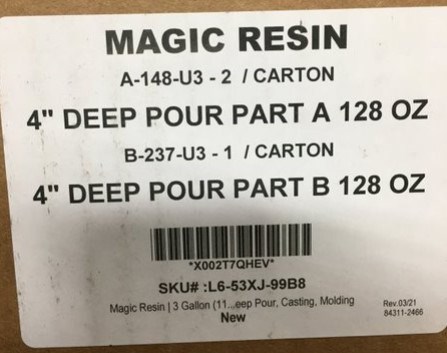 MAGIC RESIN
A-148-U3 - 2 / CARTON
4" DEEP POUR PART A 128 OZ
B-237-U3 - 1 / CARTON
4" DEEP POUR PART B 128 OZ
*X002T7QHEV*
SKU# :L6-53XJ-99B8
Magic Resin | 3 Gallon (11...eep Pour, Casting, Molding
New
Rev.03/21
84311-2466